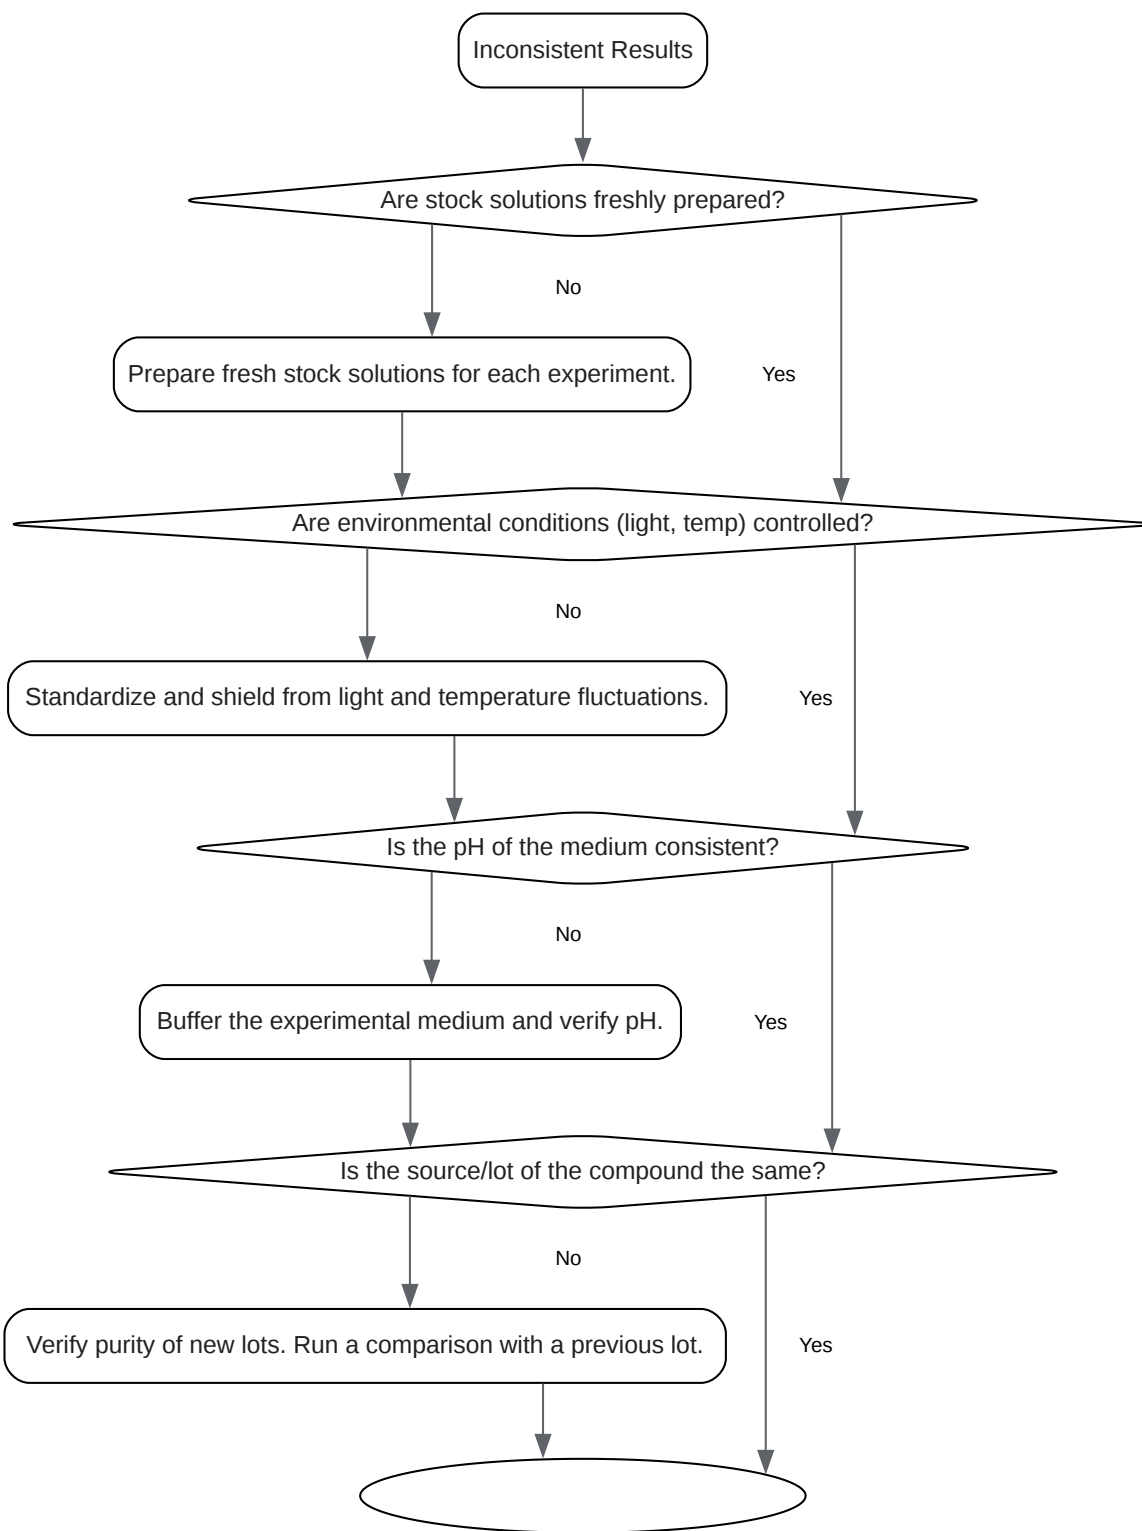 Inconsistent Results
Are stock solutions freshly prepared?
No
Prepare fresh stock solutions for each experiment.
Yes
Are environmental conditions (light, temp) controlled?
No
Standardize and shield from light and temperature fluctuations.
Yes
Is the pH of the medium consistent?
No
Buffer the experimental medium and verify pH.
Yes
Is the source/lot of the compound the same?
No
Verify purity of new lots. Run a comparison with a previous lot.
Yes